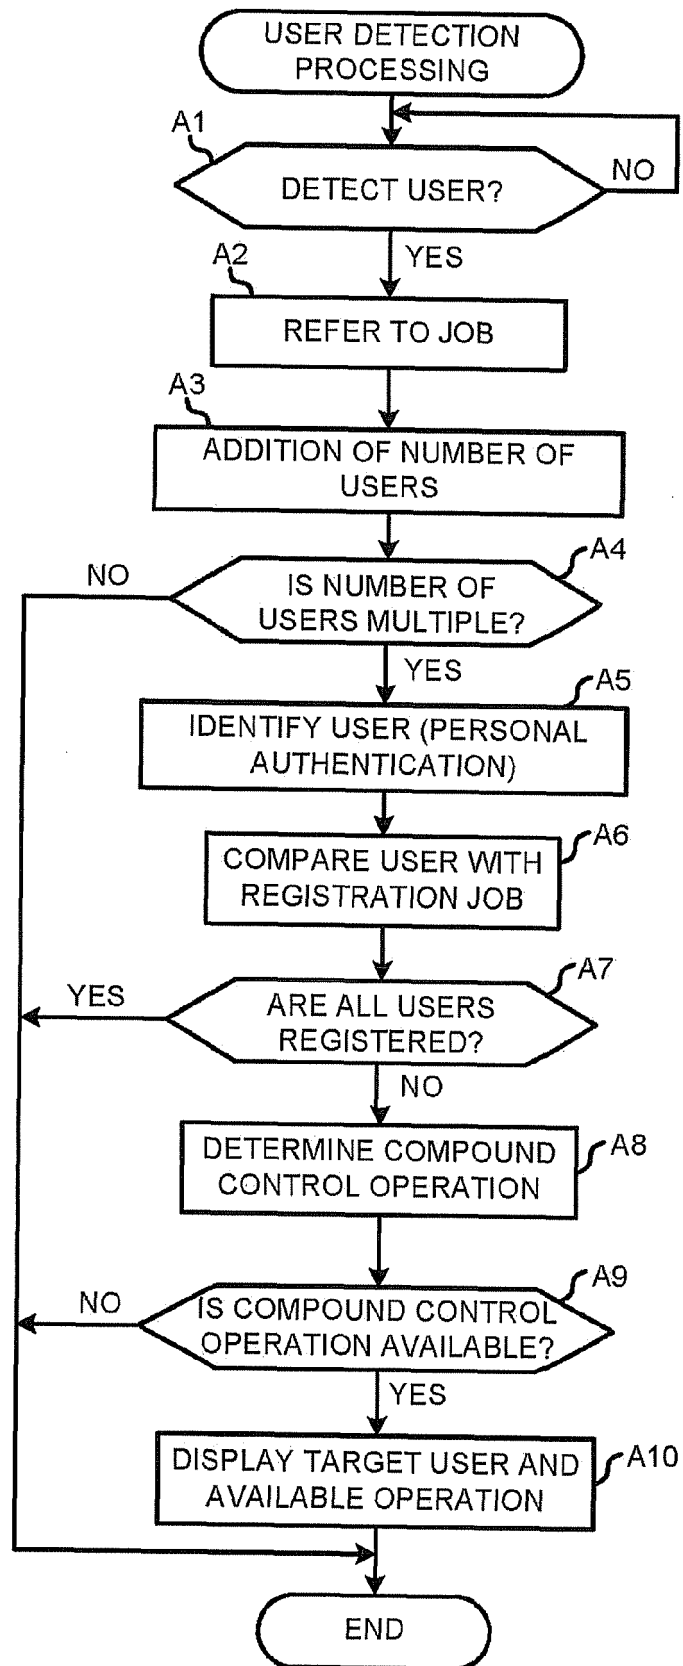 USER DETECTION
PROCESSING
A1
DETECT USER?
NO
YES
A2
REFER TO JOB
A3
ADDITION OF NUMBER OF
USERS
A4
NO
IS NUMBER OF
USERS MULTIPLE?
YES
A5
IDENTIFY USER (PERSONAL
AUTHENTICATION)
A6
COMPARE USER WITH
REGISTRATION JOB
A7
YES
ARE ALL USERS
REGISTERED?
NO
A8
DETERMINE COMPOUND
CONTROL OPERATION
A9
NO
IS COMPOUND CONTROL
OPERATION AVAILABLE?
YES
A10
DISPLAY TARGET USER AND
AVAILABLE OPERATION
END